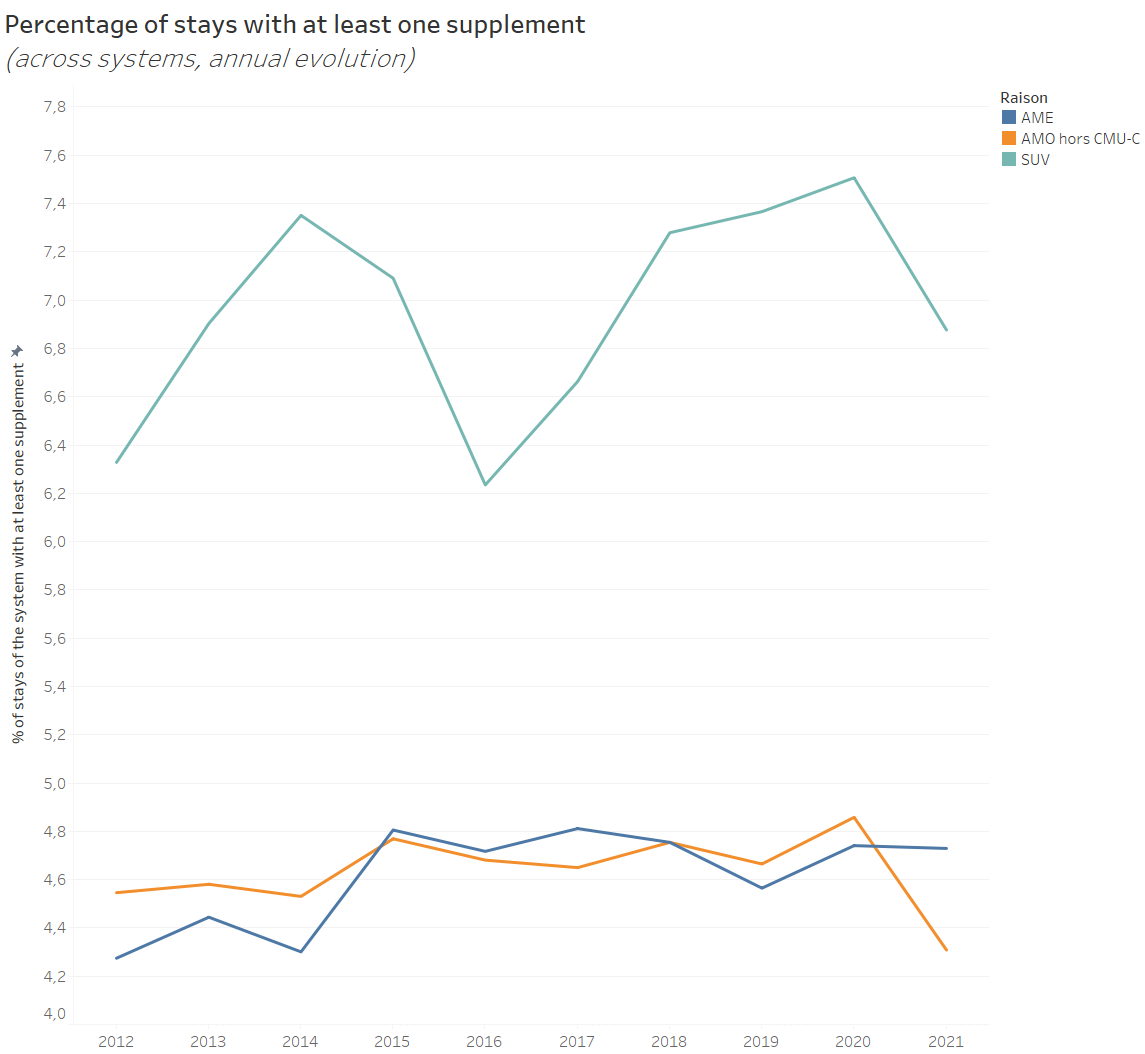 Percentage of stays with at least one supplement
(across systems, annual evolution)
Raison
AME
AMO hors CMU-C
SUV
% of stays of the system with at least one supplement
7,8
7,6
7,4
7,2
7,0
6,8
6,6
6,4
6,2
6,0
5,8
5,6
5,4
5,2
5,0
4,8
4,6
4,4
4,2
4,0
2012 2013 2014 2015 2016 2017 2018 2019 2020 2021